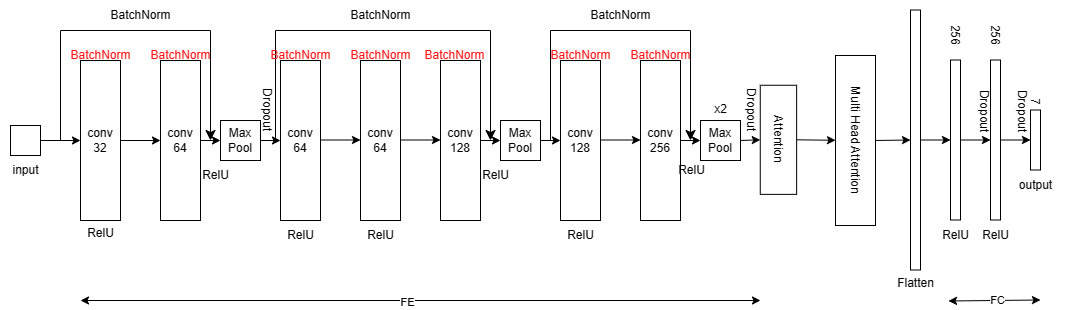 BatchNorm
BatchNorm
BatchNorm
BatchNorm
BatchNorm
BatchNorm
BatchNorm
BatchNorm
BatchNorm
BatchNorm
input
conv
32
RelU
conv
64
RelU
Max
Pool
Dropout
conv
64
RelU
conv
64
RelU
conv
128
RelU
Max
Pool
conv
128
RelU
conv
256
RelU
x2
Max
Pool
Dropout
Attention
Multi Head Attention
Flatten
256
RelU
Dropout
256
RelU
Dropout
7
output
FE
FC